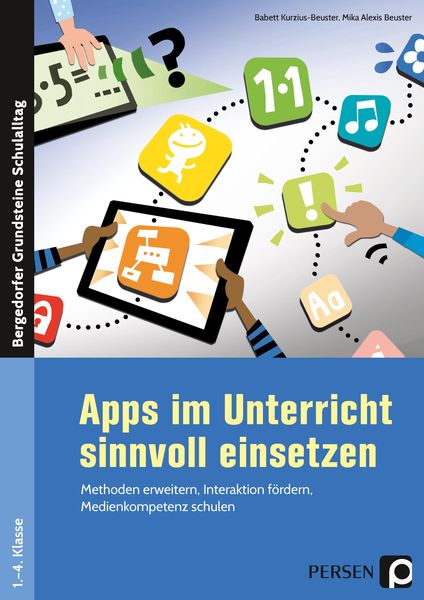 Babett Kurzius-Beuster, Mika Alexis Beuster
Bergedorfer Grundsteine Schulalltag
·5=
?
1·1
!
Aa
Apps im Unterricht
sinnvoll einsetzen
Methoden erweitern, Interaktion fördern,
Medienkompetenz schulen
1.–4. Klasse
PERSEN